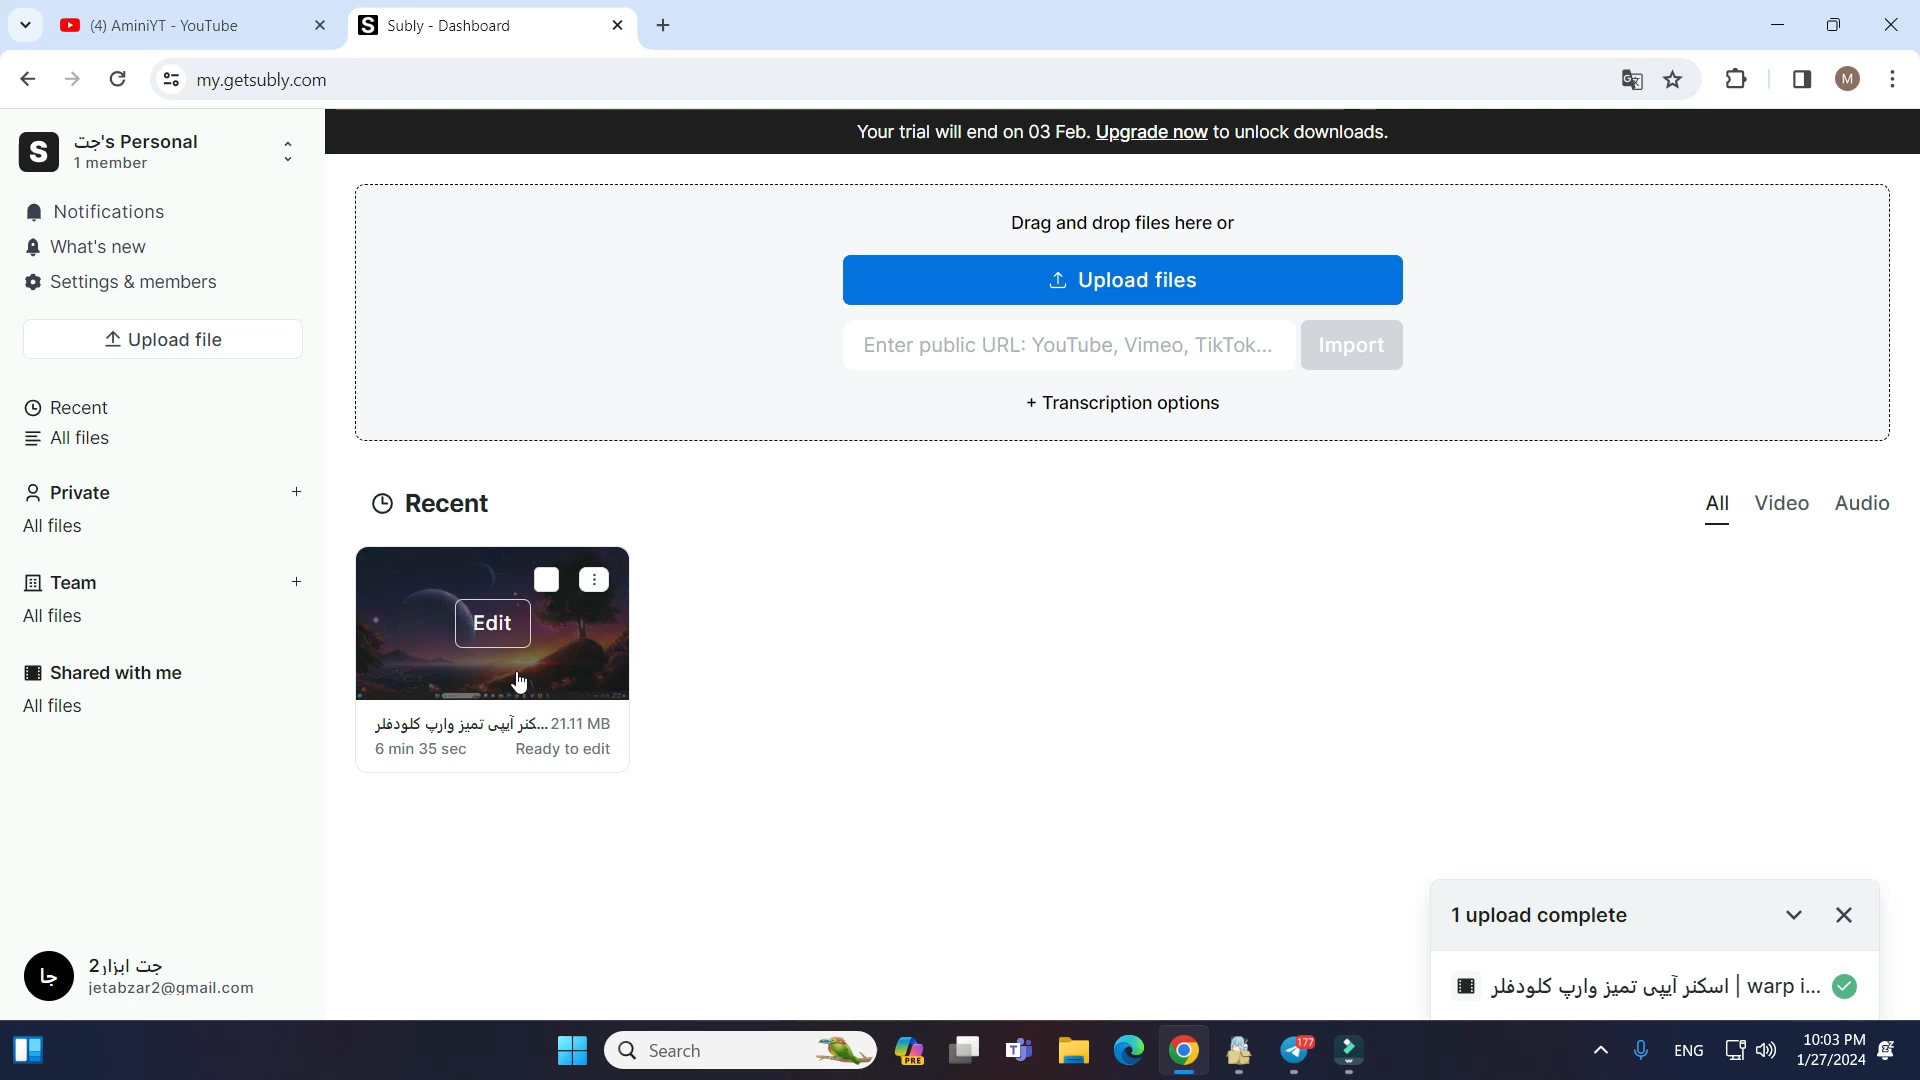 (4) AminiYT - YouTube
Subly - Dashboard
my.getsubly.com
M
S
جت's Personal
1 member
Your trial will end on 03 Feb. Upgrade now to unlock downloads.
Notifications
What's new
Settings & members
Upload file
Recent
All files
Private
All files
Team
All files
Shared with me
All files
جا
جت ابزار2
jetabzar2@gmail.com
Drag and drop files here or
Upload files
Enter public URL: YouTube, Vimeo, TikTok...
Import
+ Transcription options
Recent
All
Video
Audio
Edit
...کنر آیپی تمیز وارپ کلودفلر
21.11 MB
6 min 35 sec
Ready to edit
1 upload complete
اسکنر آیپی تمیز وارپ کلودفلر | warp i...
Search
PRE
177
ENG
10:03 PM
1/27/2024